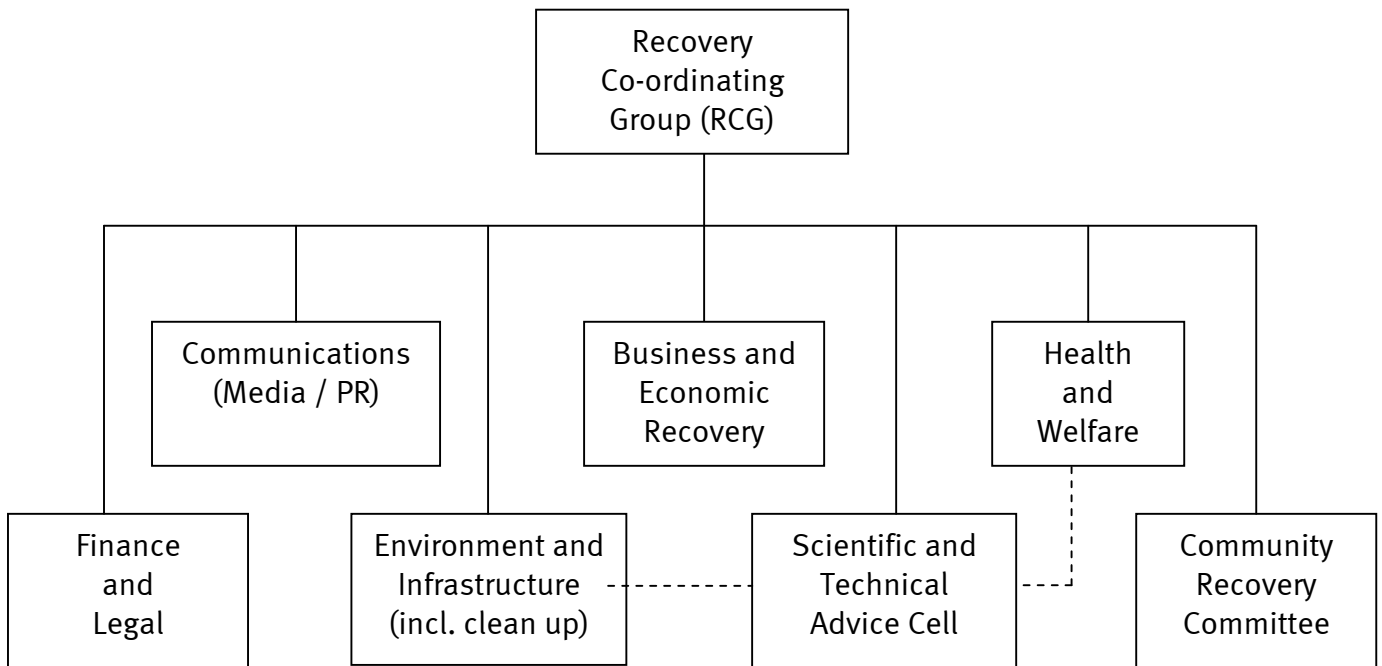 Recovery
Co-ordinating
Group (RCG)
Communications
(Media / PR)
Business and
Economic
Recovery
Health
and
Welfare
Finance
and
Legal
Environment and
Infrastructure
(incl. clean up)
Scientific and
Technical
Advice Cell
Community
Recovery
Committee